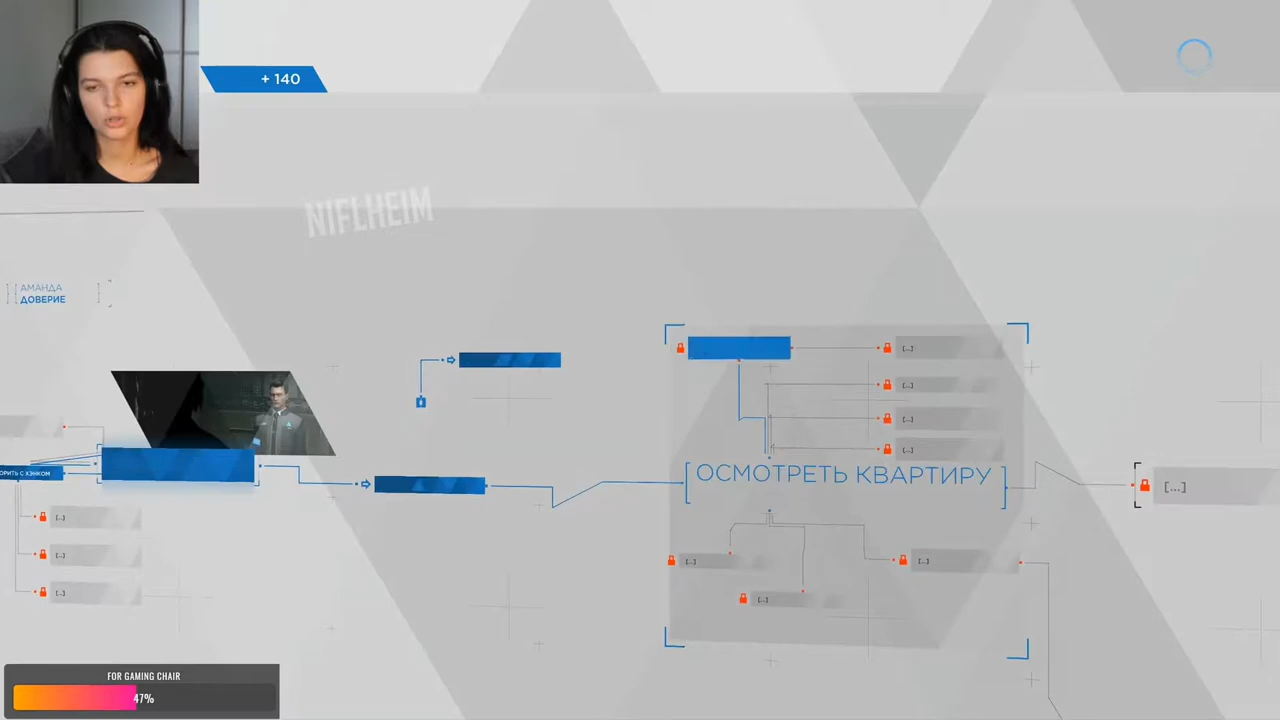 + 140
NIFLHEIM
АМАНДА
ДОВЕРИЕ
[...]
[...]
[...]
[...]
ОРИТЬ С ХЭНКОМ
ОСМОТРЕТЬ КВАРТИРУ
[...]
[...]
[...]
[...]
[...]
[...]
[...]
[...]
FOR GAMING CHAIR
47%